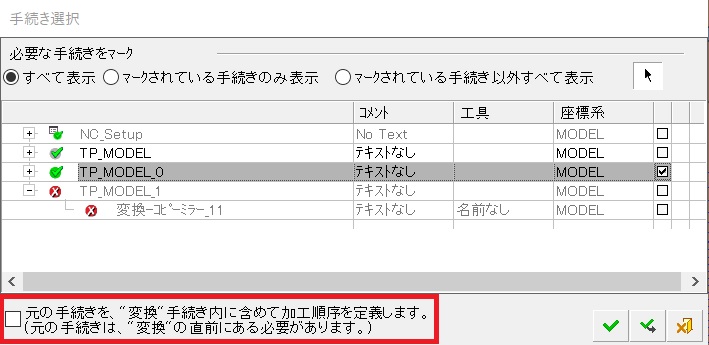 手続き選択
必要な手続きをマーク
すべて表示 マークされている手続きのみ表示 マークされている手続き以外すべて表示
コメント 工具 座標系
NC_Setup No Text MODEL
TP_MODEL テキストなし MODEL
TP_MODEL_0 テキストなし MODEL
TP_MODEL_1 テキストなし MODEL
変換-コピーミラー_11 テキストなし 名前なし MODEL
元の手続きを、“変換“手続き内に含めて加工順序を定義します。
(元の手続きは、“変換“の直前にある必要があります。)